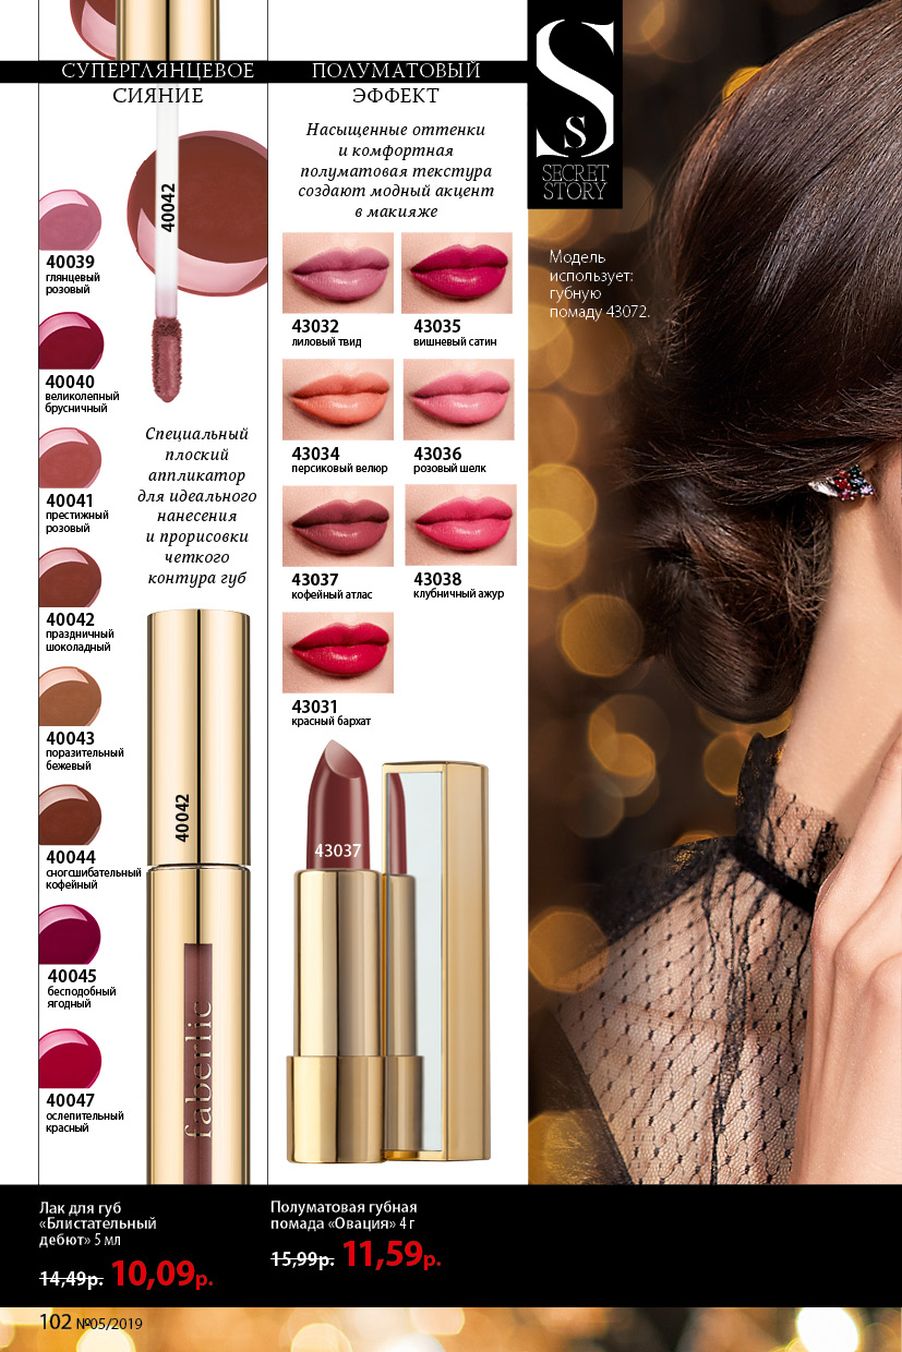 СУПЕРГЛЯНЦЕВОЕ
СИЯНИЕ
40042
40039
глянцевый
розовый
40040
великолепный
брусничный
40041
престижный
розовый
40042
праздничный
шоколадный
40043
поразительный
бежевый
40044
сногсшибательный
кофейный
40045
бесподобный
ягодный
40047
ослепительный
красный
Специальный
плоский
аппликатор
для идеального
нанесения
и прорисовки
четкого
контура губ
40042
faberlic
ПОЛУМАТОВЫЙ
ЭФФЕКТ
Насыщенные оттенки
и комфортная
полуматовая текстура
создают модный акцент
в макияже
43032
лиловый твид
43035
вишневый сатин
43034
персиковый велюр
43036
розовый шелк
43037
кофейный атлас
43038
клубничный ажур
43031
красный бархат
43037
S
S
SECRET
STORY
Модель
использует:
губную
помаду 43072.
Лак для губ
«Блистательный
дебют» 5 мл
14,49р. 10,09р.
Полуматовая губная
помада «Овация» 4 г
15,99р. 11,59р.
102 №05/2019